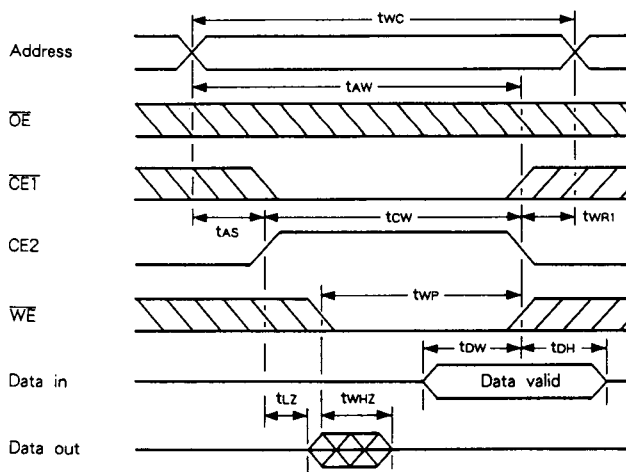 twc
Address
tAW
OE
CE1
tAS tCW tWR1
CE2
tWP
WE
tDW tDH
Data in Data valid
tLZ tWHZ
Data out